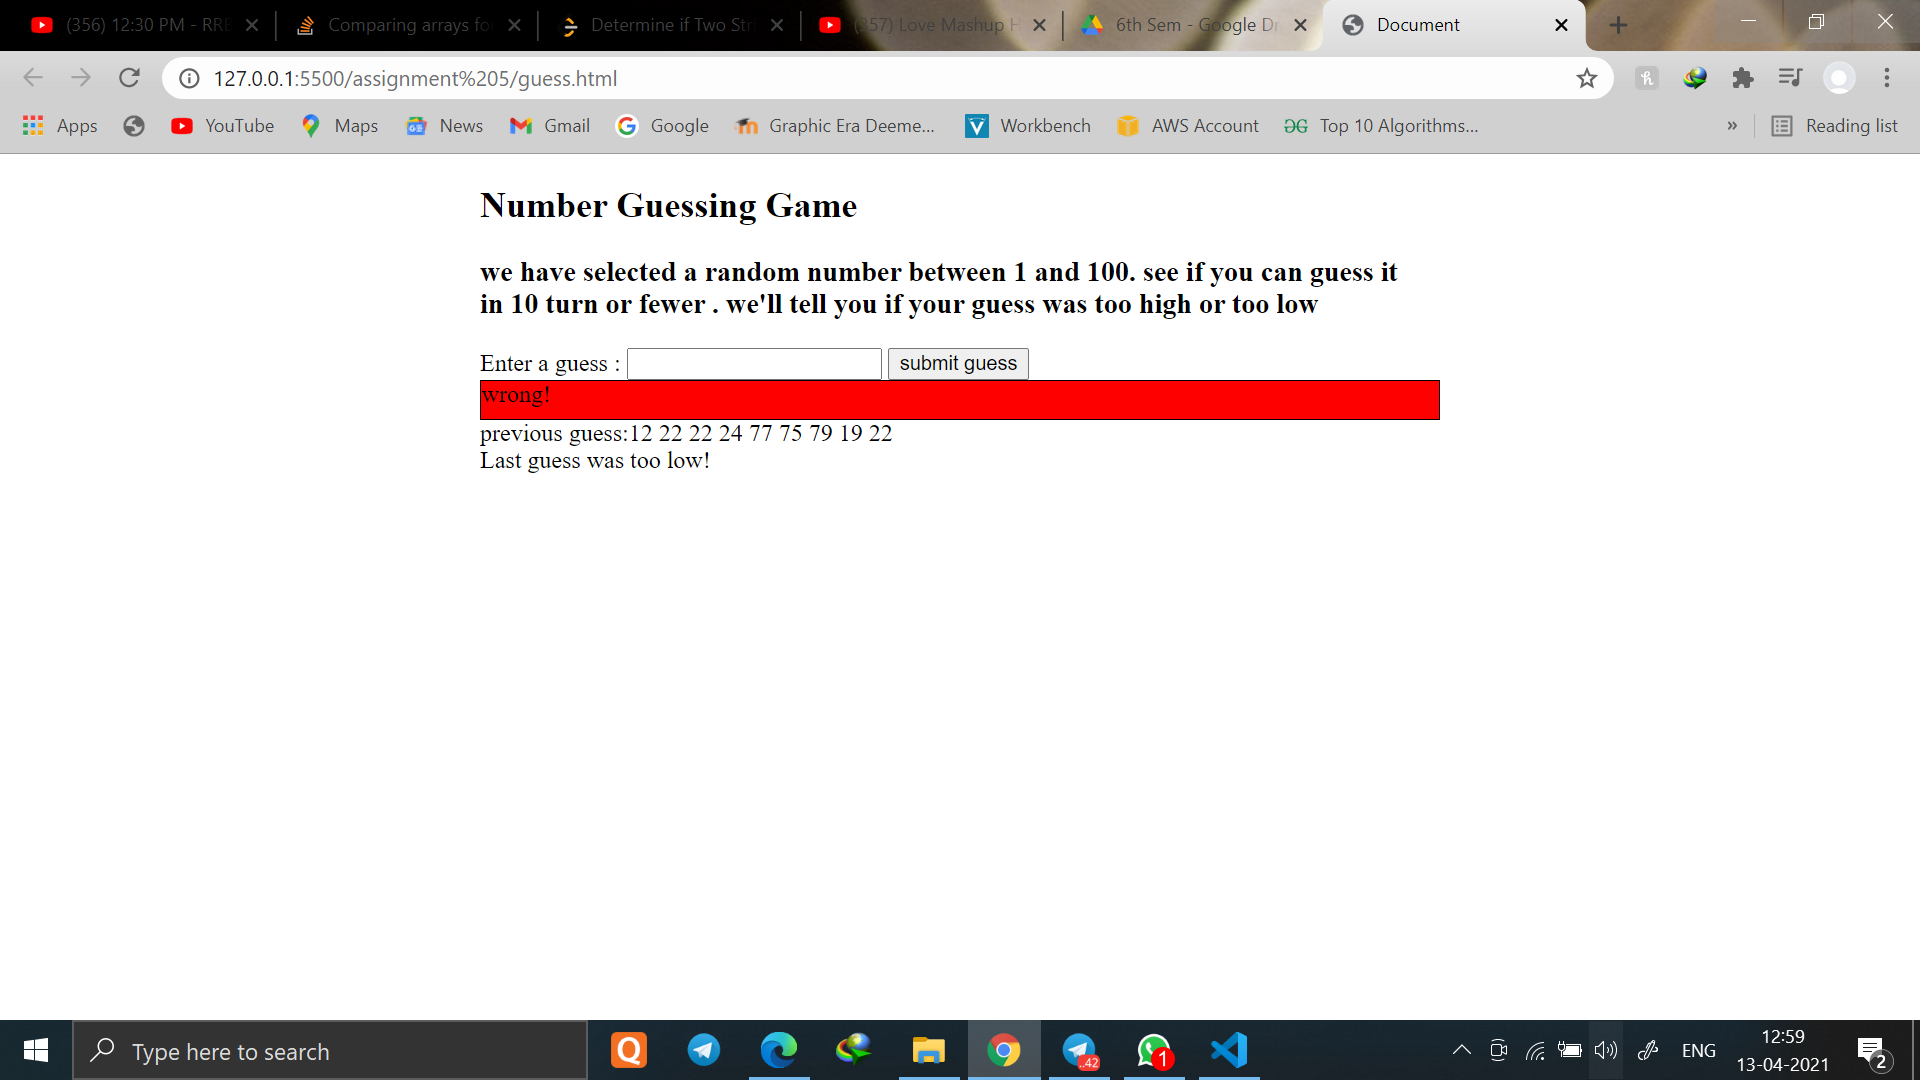 (356) 12:30 PM - RRB
Comparing arrays fo
Determine if Two Str
(357) Love Mashup H
6th Sem - Google Dr
Document
127.0.0.1:5500/assignment%205/guess.html
Apps
YouTube
Maps
News
Gmail
Google
Graphic Era Deeme...
Workbench
AWS Account
Top 10 Algorithms...
»
Reading list
Number Guessing Game
we have selected a random number between 1 and 100. see if you can guess it
in 10 turn or fewer . we'll tell you if your guess was too high or too low
Enter a guess :
submit guess
wrong!
previous guess:12 22 22 24 77 75 79 19 22
Last guess was too low!
Type here to search
..42
1
ENG
12:59
13-04-2021
2